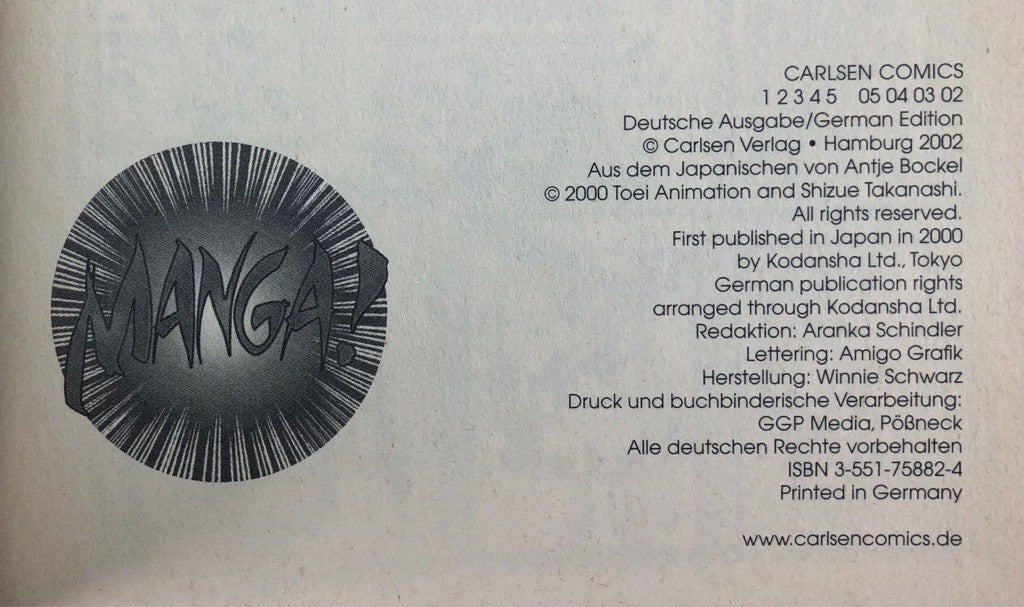 MANGA!
CARLSEN COMICS
1 2 3 4 5 05 04 03 02
Deutsche Ausgabe/German Edition
© Carlsen Verlag • Hamburg 2002
Aus dem Japanischen von Antje Bockel
© 2000 Toei Animation and Shizue Takanashi.
All rights reserved.
First published in Japan in 2000
by Kodansha Ltd., Tokyo
German publication rights
arranged through Kodansha Ltd.
Redaktion: Aranka Schindler
Lettering: Amigo Grafik
Herstellung: Winnie Schwarz
Druck und buchbinderische Verarbeitung:
GGP Media, Pößneck
Alle deutschen Rechte vorbehalten
ISBN 3-551-75882-4
Printed in Germany
www.carlsencomics.de